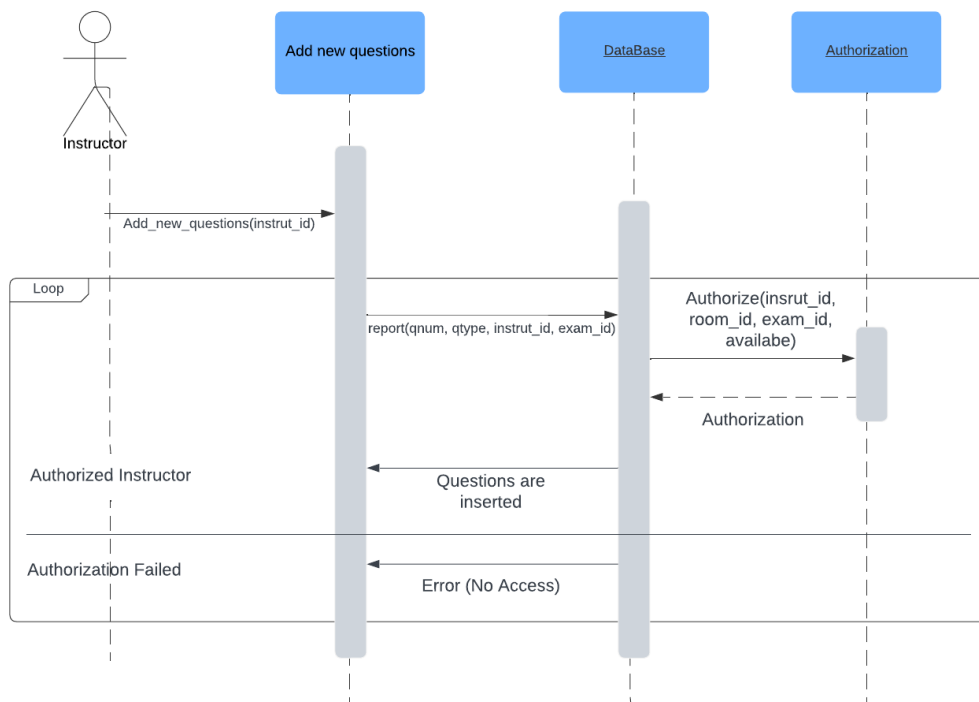 Add new questions
DataBase
Authorization
Instructor
Add_new_questions(instrut_id)
Loop
report(qnum, qtype, instrut_id, exam_id)
Authorize(insrut_id,
room_id, exam_id,
availabe)
Authorization
Authorized Instructor
Questions are
inserted
Authorization Failed
Error (No Access)